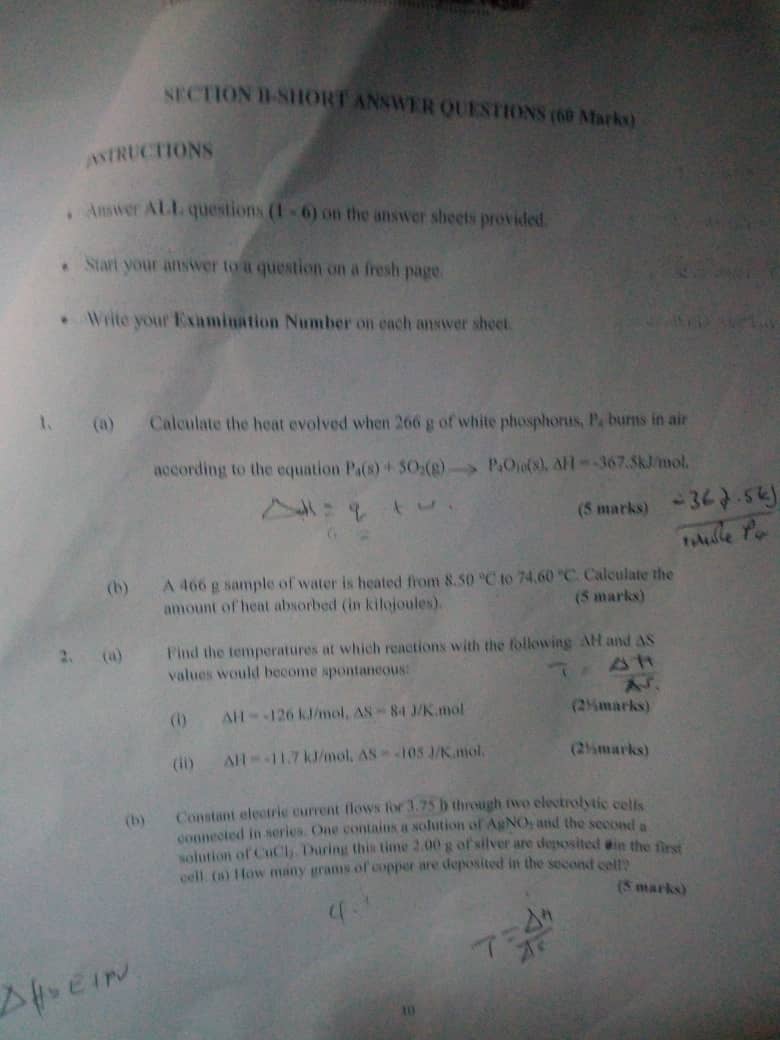 SECTION B-SHORT ANSWER QUESTIONS (60 Marks)
NSTRUCTIONS
• Answer ALL questions (1 - 6) on the answer sheets provided.
• Start your answer to a question on a fresh page.
• Write your Examination Number on each answer sheet.
1. (a) Calculate the heat evolved when 266 g of white phosphorus, P₄ burns in air
according to the equation P₄(s) + 5O₂(g) → P₄O₁₀(s), ΔH = -367.5kJ/mol.
ΔH = q + w.
(5 marks)
-367.5kJ
mole P₄
(b) A 466 g sample of water is heated from 8.50 °C to 74.60 °C. Calculate the
amount of heat absorbed (in kilojoules). (5 marks)
2. (a) Find the temperatures at which reactions with the following ΔH and ΔS
values would become spontaneous:
T = ΔH
ΔS.
(i) ΔH = -126 kJ/mol, ΔS = 84 J/K.mol (2½marks)
(ii) ΔH = -11.7 kJ/mol, ΔS = -105 J/K.mol. (2½marks)
(b) Constant electric current flows for 3.75 h through two electrolytic cells
connected in series. One contains a solution of AgNO₃ and the second a
solution of CuCl₂. During this time 2.00 g of silver are deposited in the first
cell. (a) How many grams of copper are deposited in the second cell?
(5 marks)
T = ΔH
ΔS
10